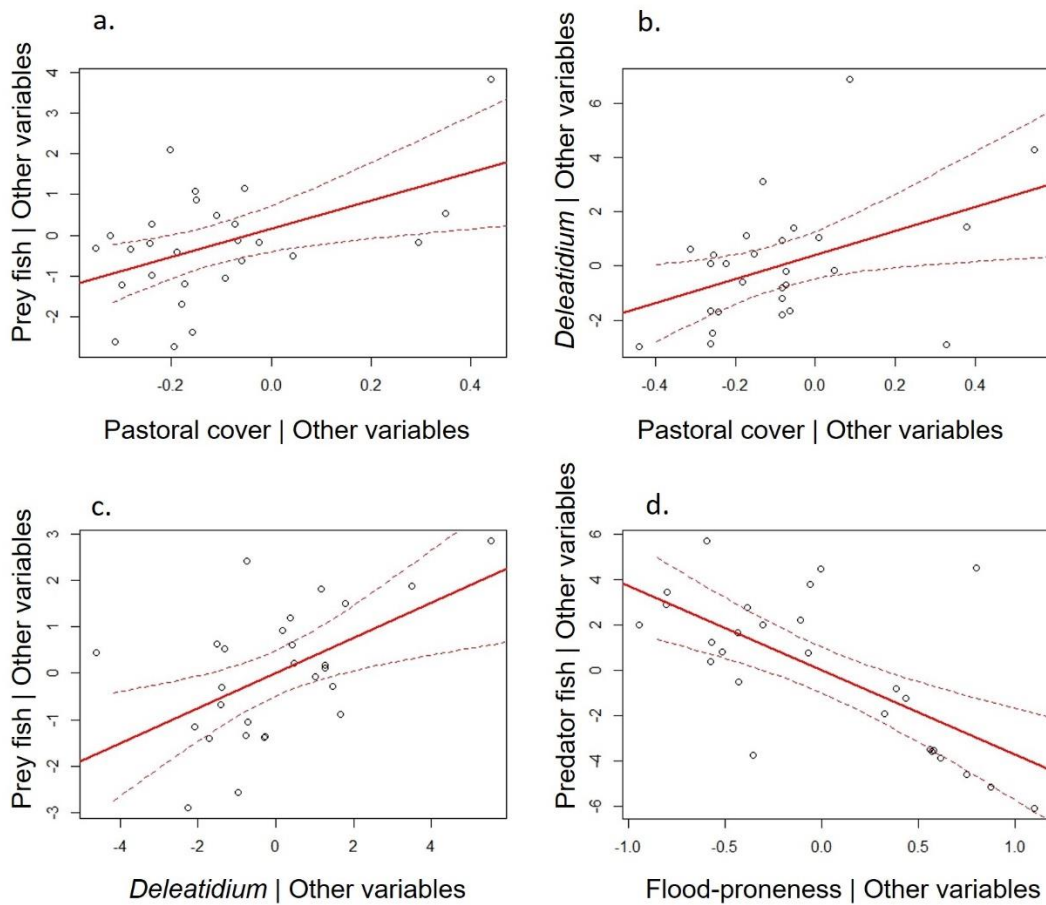 a.
Prey fish | Other variables
4
3
2
1
0
-1
-2
-0.2 0.0 0.2 0.4
Pastoral cover | Other variables
b.
Deleatidium | Other variables
6
4
2
0
-2
-0.4 -0.2 0.0 0.2 0.4
Pastoral cover | Other variables
c.
Prey fish | Other variables
3
2
1
0
-1
-2
-3
-4 -2 0 2 4
Deleatidium | Other variables
d.
Predator fish | Other variables
6
4
2
0
-2
-4
-6
-1.0 -0.5 0.0 0.5 1.0
Flood-proneness | Other variables